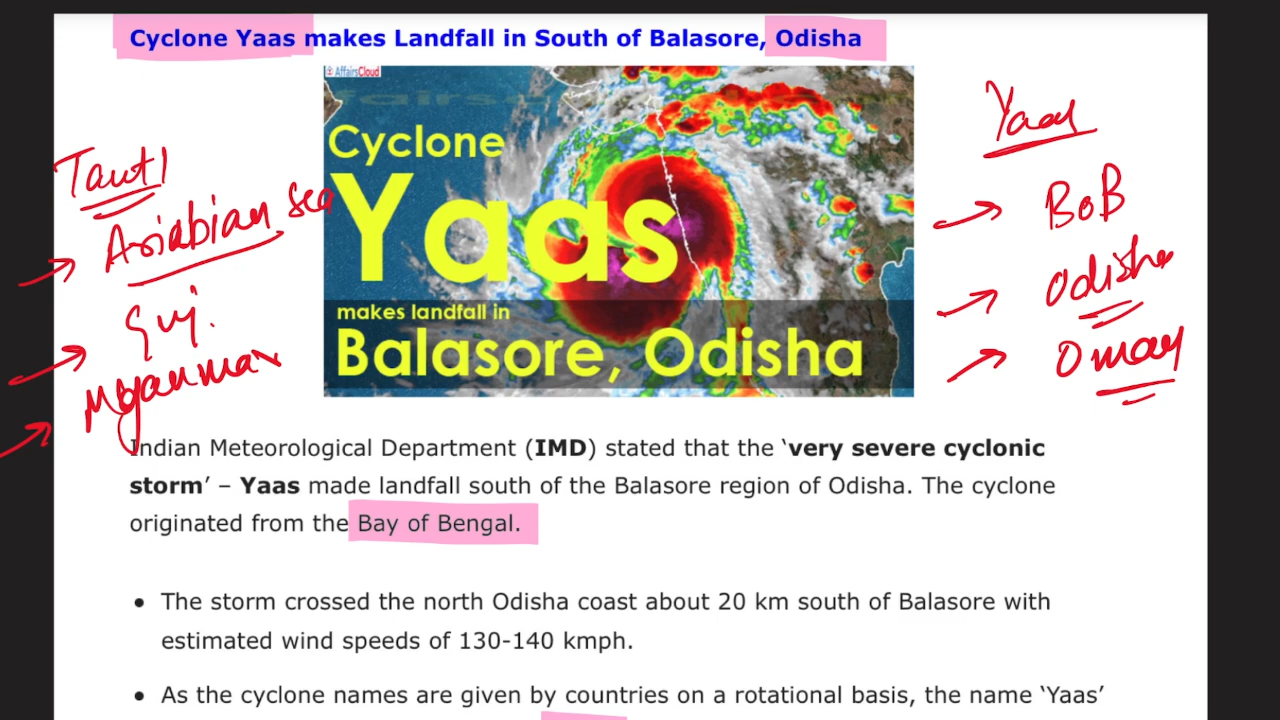 Cyclone Yaas makes Landfall in South of Balasore, Odisha
AffairsCloud
Cyclone
Yaas
makes landfall in
Balasore, Odisha
Taut
Arabian Sea
Guj.
Myanmar
Yaas
BoB
Odisha
Oman
Indian Meteorological Department (IMD) stated that the ‘very severe cyclonic
storm’ – Yaas made landfall south of the Balasore region of Odisha. The cyclone
originated from the Bay of Bengal.
• The storm crossed the north Odisha coast about 20 km south of Balasore with
estimated wind speeds of 130-140 kmph.
• As the cyclone names are given by countries on a rotational basis, the name ‘Yaas’